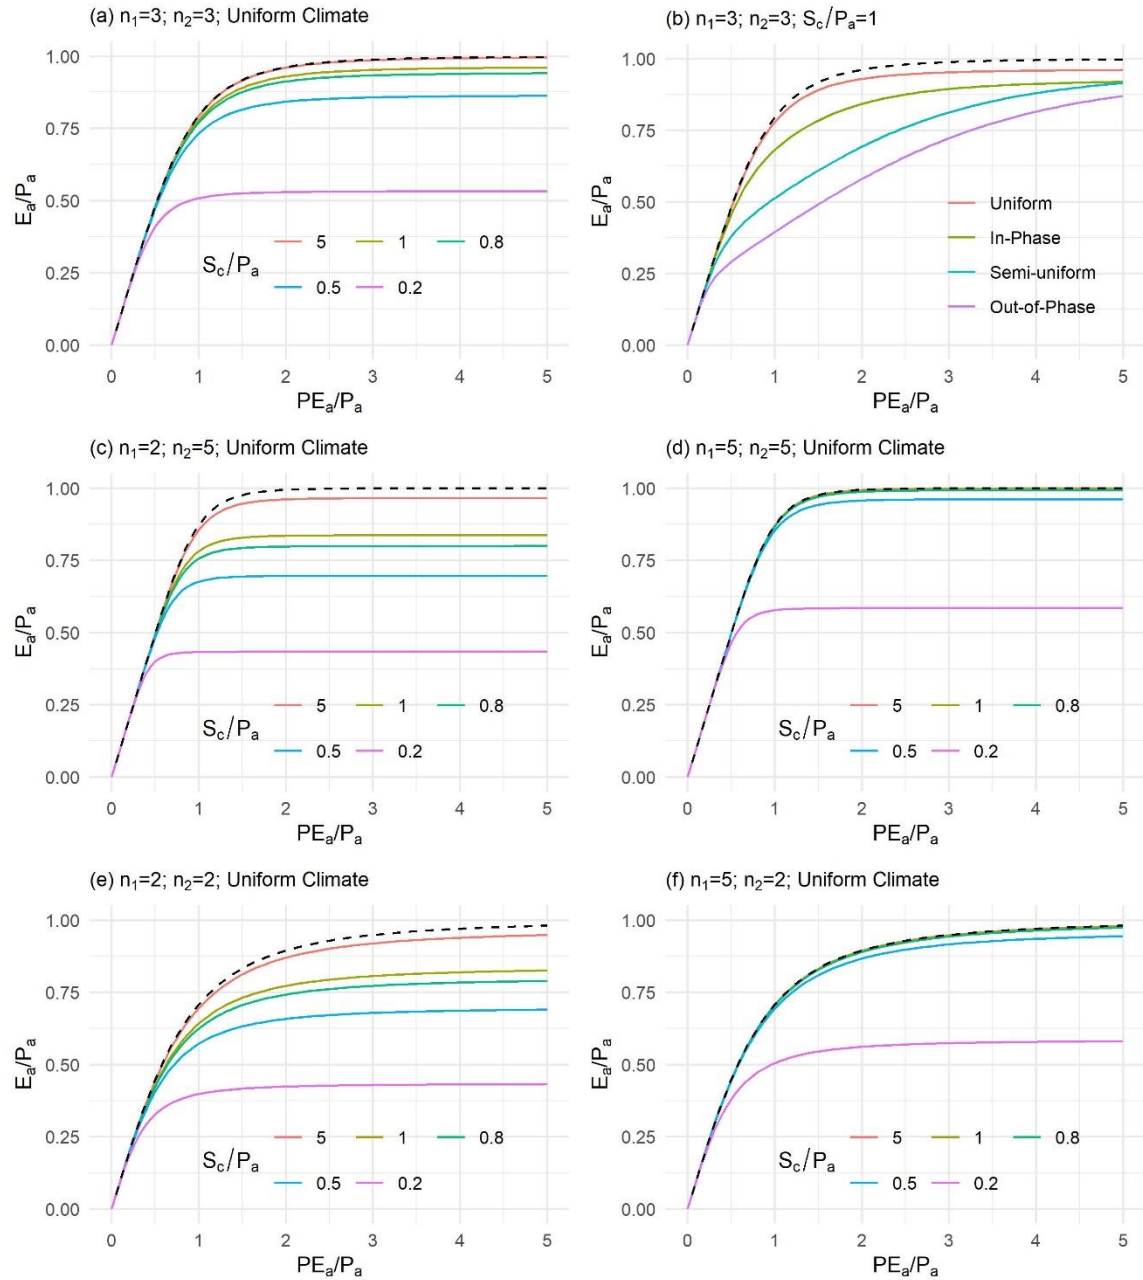 (a) n₁=3; n₂=3; Uniform Climate
1.00
0.75
0.50
0.25
0.00
Eₐ/Pₐ
S꜀/Pₐ
5 1 0.8
0.5 0.2
0 1 2 3 4 5
PEₐ/Pₐ
(b) n₁=3; n₂=3; S꜀/Pₐ=1
1.00
0.75
0.50
0.25
0.00
Eₐ/Pₐ
Uniform
In-Phase
Semi-uniform
Out-of-Phase
0 1 2 3 4 5
PEₐ/Pₐ
(c) n₁=2; n₂=5; Uniform Climate
1.00
0.75
0.50
0.25
0.00
Eₐ/Pₐ
S꜀/Pₐ
5 1 0.8
0.5 0.2
0 1 2 3 4 5
PEₐ/Pₐ
(d) n₁=5; n₂=5; Uniform Climate
1.00
0.75
0.50
0.25
0.00
Eₐ/Pₐ
S꜀/Pₐ
5 1 0.8
0.5 0.2
0 1 2 3 4 5
PEₐ/Pₐ
(e) n₁=2; n₂=2; Uniform Climate
1.00
0.75
0.50
0.25
0.00
Eₐ/Pₐ
S꜀/Pₐ
5 1 0.8
0.5 0.2
0 1 2 3 4 5
PEₐ/Pₐ
(f) n₁=5; n₂=2; Uniform Climate
1.00
0.75
0.50
0.25
0.00
Eₐ/Pₐ
S꜀/Pₐ
5 1 0.8
0.5 0.2
0 1 2 3 4 5
PEₐ/Pₐ